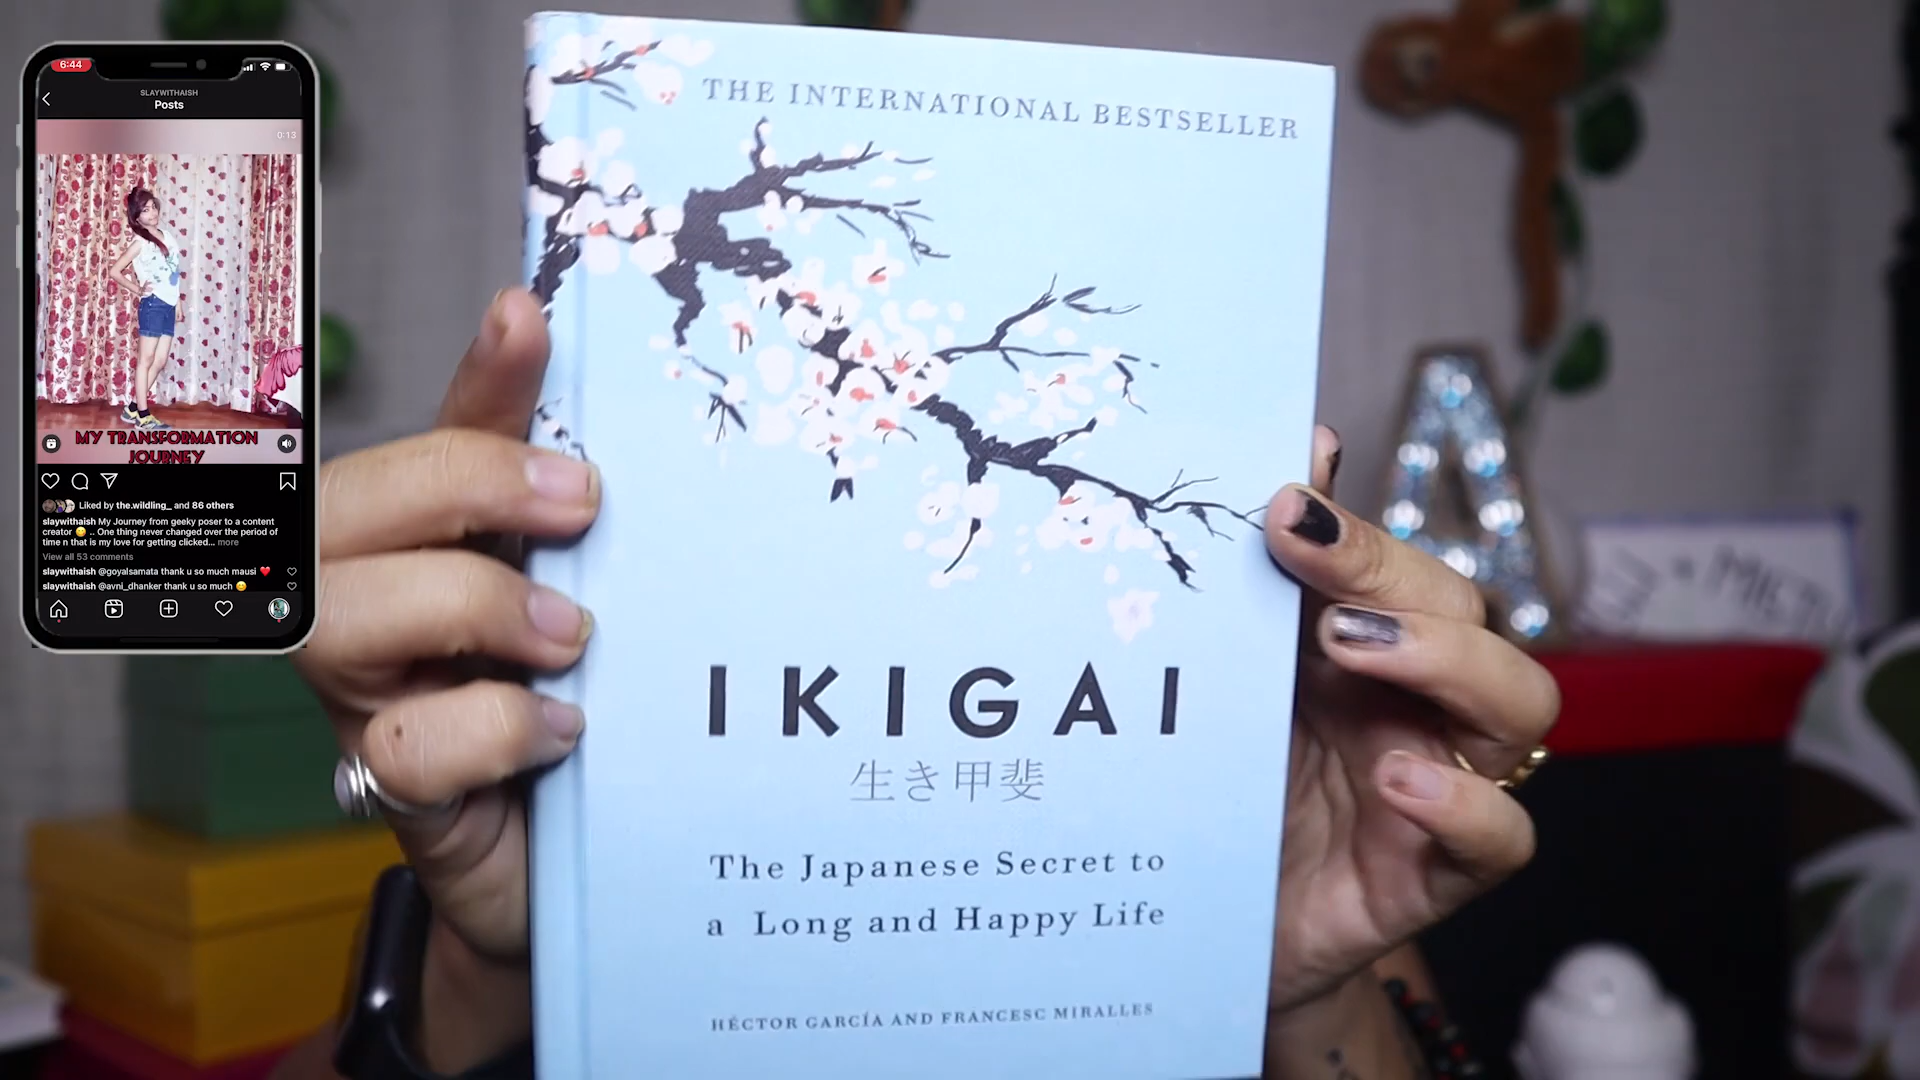 6:44
SLAYWITHAISH
Posts
0:13
MY TRANSFORMATION
JOURNEY
Liked by the.wildling_ and 86 others
slaywithaish My Journey from geeky poser to a content
creator 😊 .. One thing never changed over the period of
time n that is my love for getting clicked... more
View all 53 comments
slaywithaish @goyalsamata thank u so much mausi ❤️
slaywithaish @avni_dhanker thank u so much 😊
THE INTERNATIONAL BESTSELLER
IKIGAI
生き甲斐
The Japanese Secret to
a Long and Happy Life
HÉCTOR GARCÍA AND FRANCESC MIRALLES
A